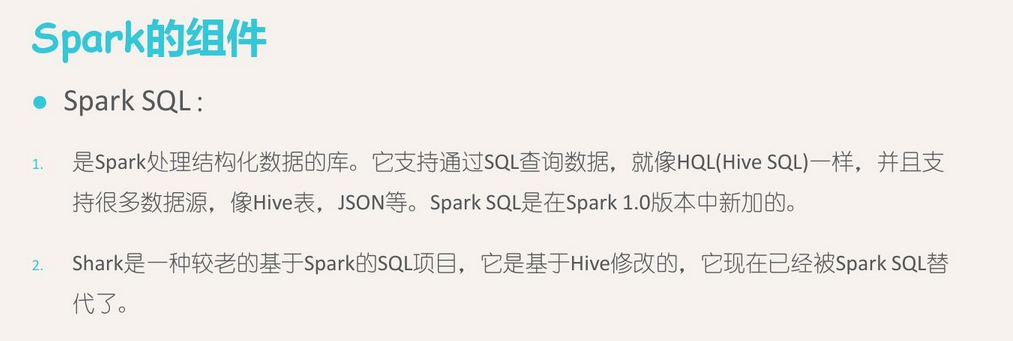 Spark的组件
● Spark SQL:
1. 是Spark处理结构化数据的库。它支持通过SQL查询数据，就像HQL(Hive SQL)一样，并且支
持很多数据源，像Hive表，JSON等。Spark SQL是在Spark 1.0版本中新加的。
2. Shark是一种较老的基于Spark的SQL项目，它是基于Hive修改的，它现在已经被Spark SQL替
代了。